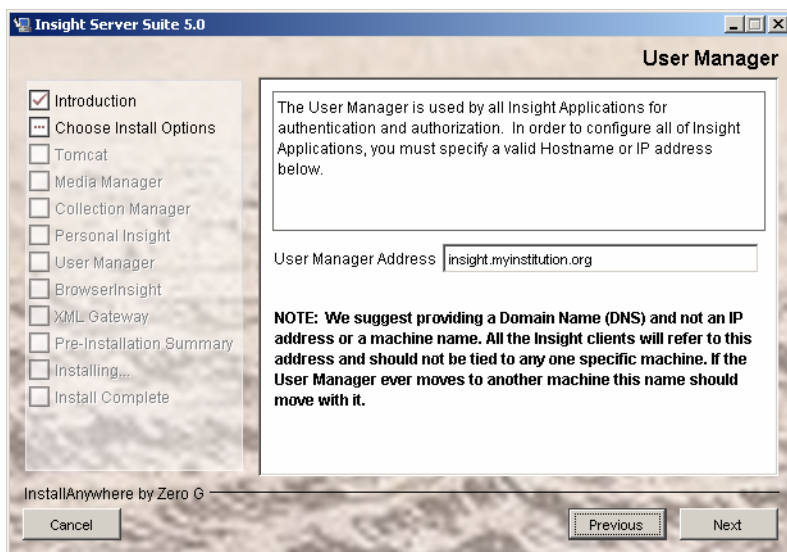 Insight Server Suite 5.0
User Manager
Introduction
Choose Install Options
Tomcat
Media Manager
Collection Manager
Personal Insight
User Manager
BrowserInsight
XML Gateway
Pre-Installation Summary
Installing...
Install Complete
The User Manager is used by all Insight Applications for
authentication and authorization.  In order to configure all of Insight
Applications, you must specify a valid Hostname or IP address
below.
User Manager Address insight.myinstitution.org
NOTE:  We suggest providing a Domain Name (DNS) and not an IP
address or a machine name. All the Insight clients will refer to this
address and should not be tied to any one specific machine. If the
User Manager ever moves to another machine this name should
move with it.
InstallAnywhere by Zero G
Cancel
Previous
Next